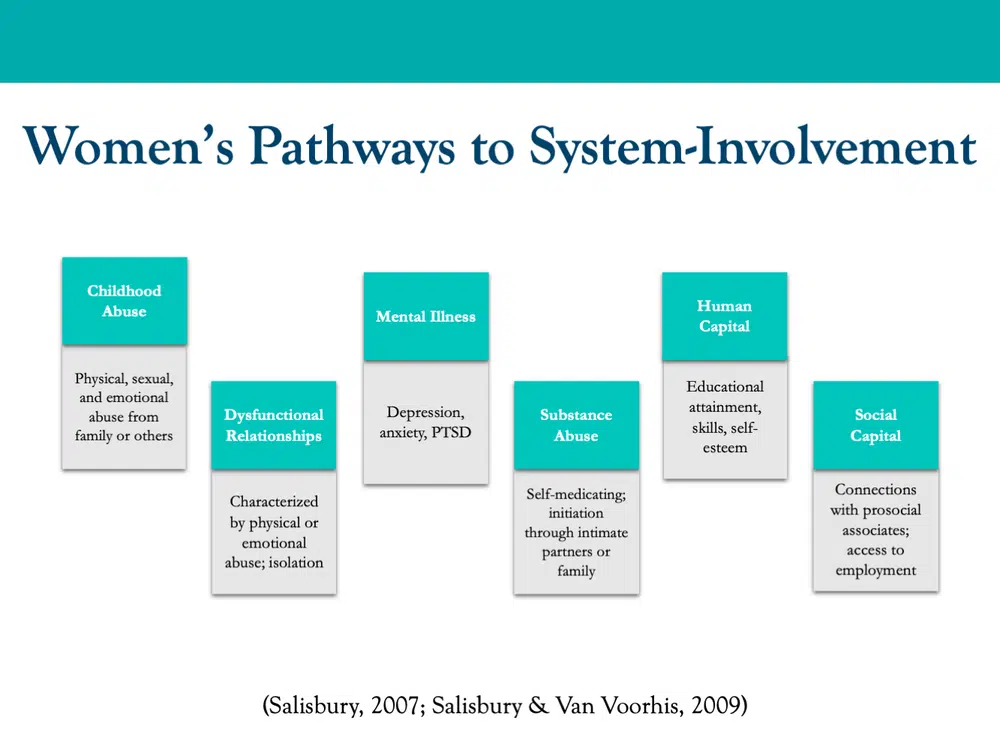 Women's Pathways to System-Involvement
Childhood
Abuse
Physical, sexual,
and emotional
abuse from
family or others
Dysfunctional
Relationships
Characterized
by physical or
emotional
abuse; isolation
Mental Illness
Depression,
anxiety, PTSD
Substance
Abuse
Self-medicating;
initiation
through intimate
partners or
family
Human
Capital
Educational
attainment,
skills, self-
esteem
Social
Capital
Connections
with prosocial
associates;
access to
employment
(Salisbury, 2007; Salisbury & Van Voorhis, 2009)